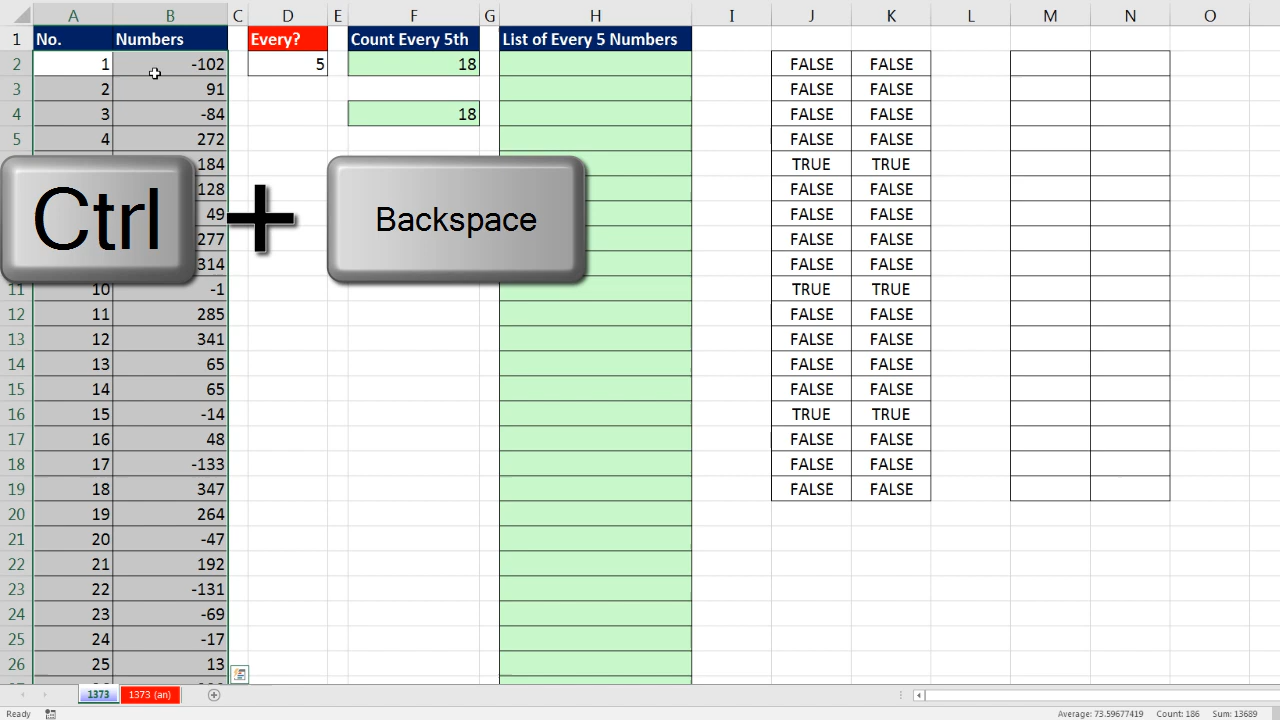 A B C D E F G H I J K L M N O
1 No. Numbers Every? Count Every 5th List of Every 5 Numbers
2 1 -102 5 18 FALSE FALSE
3 2 91 FALSE FALSE
4 3 -84 18 FALSE FALSE
5 4 272 FALSE FALSE
184 TRUE TRUE
128 FALSE FALSE
49 FALSE FALSE
277 FALSE FALSE
314 FALSE FALSE
Ctrl + Backspace
11 10 -1 TRUE TRUE
12 11 285 FALSE FALSE
13 12 341 FALSE FALSE
14 13 65 FALSE FALSE
15 14 65 FALSE FALSE
16 15 -14 TRUE TRUE
17 16 48 FALSE FALSE
18 17 -133 FALSE FALSE
19 18 347 FALSE FALSE
20 19 264
21 20 -47
22 21 192
23 22 -131
24 23 -69
25 24 -17
26 25 13
1373 1373 (an)
Ready Average: 73.59677419 Count: 186 Sum: 13689